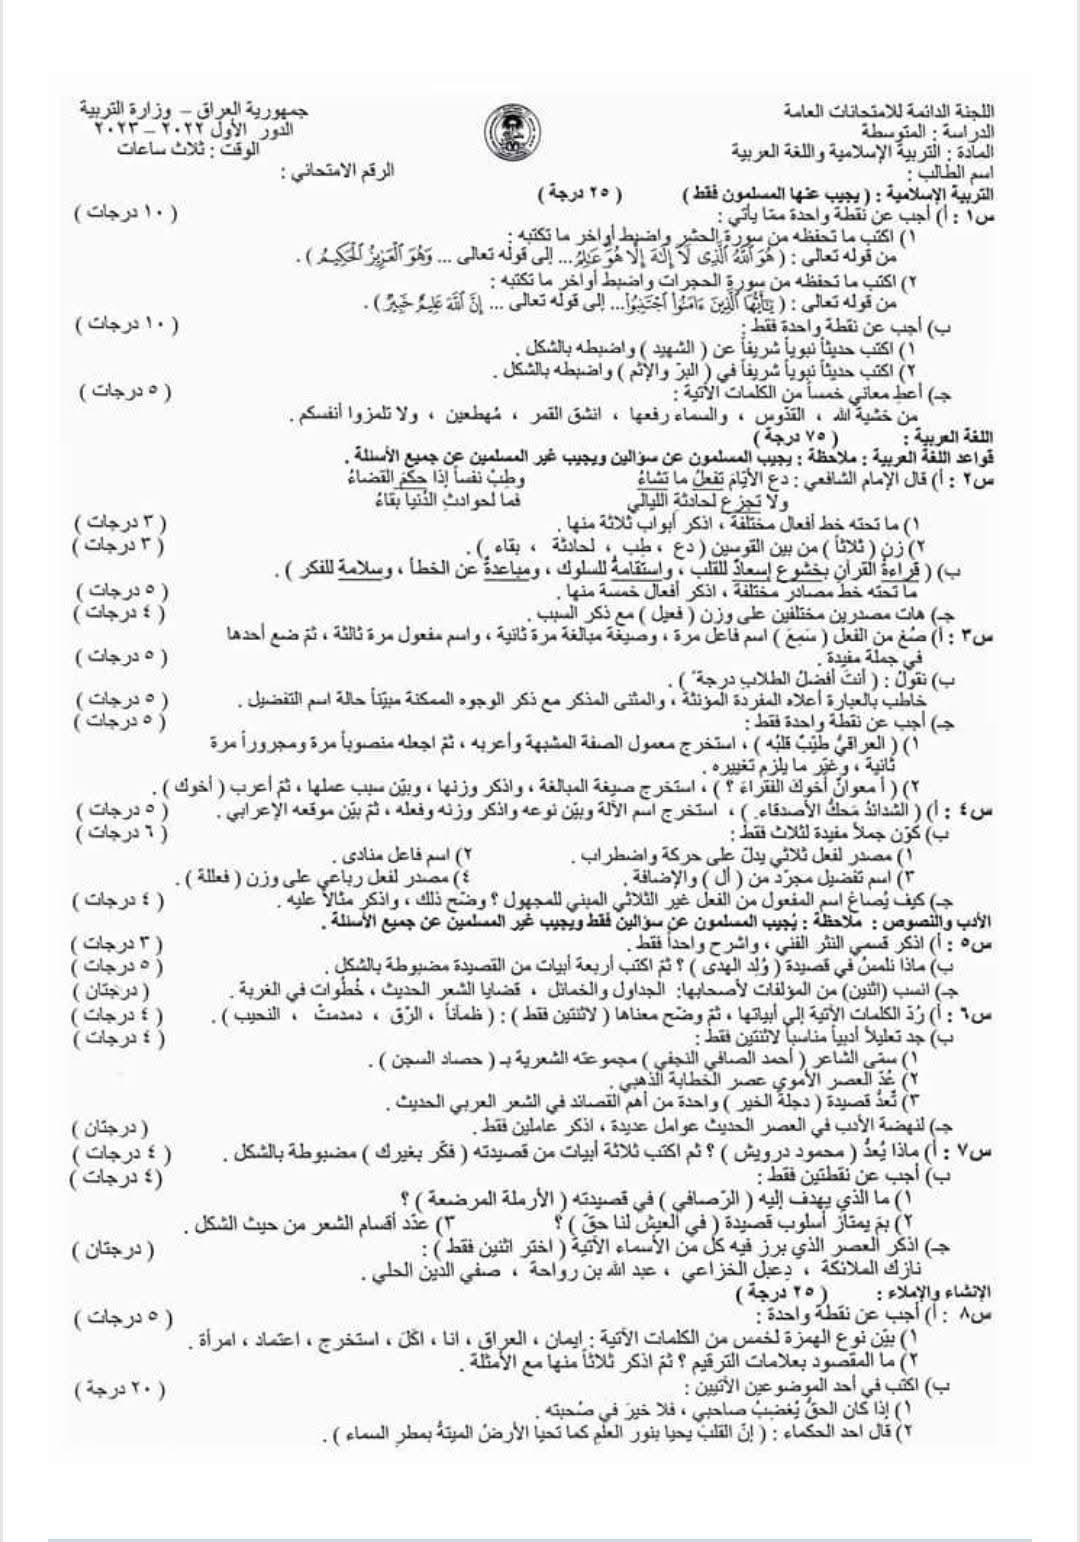 اللجنة الدائمة للامتحانات العامة
جمهورية العراق – وزارة التربية
الدراسة : المتوسطة
الدور الأول ٢٠٢٢ – ٢٠٢٣
المادة : التربية الإسلامية واللغة العربية
الوقت : ثلاث ساعات
اسم الطالب :
الرقم الامتحاني :
التربية الإسلامية : ( يجيب عنها المسلمون فقط ) ( ٢٥ درجة )
س١ : أ) أجب عن نقطة واحدة ممّا يأتي : ( ١٠ درجات )
١) اكتب ما تحفظه من سورة الحشر واضبط أواخر ما تكتبه :
من قوله تعالى : ( هُوَ ٱللَّهُ ٱلَّذِى لَآ إِلَٰهَ إِلَّا هُوَ عَٰلِمُ... إلى قوله تعالى ... وَهُوَ ٱلْعَزِيزُ ٱلْحَكِيمُ ) .
٢) اكتب ما تحفظه من سورة الحجرات واضبط أواخر ما تكتبه :
من قوله تعالى : ( يَٰٓأَيُّهَا ٱلَّذِينَ ءَامَنُوا۟ ٱجْتَنِبُوا۟... إلى قوله تعالى ... إِنَّ ٱللَّهَ عَلِيمٌ خَبِيرٌ ) .
ب) أجب عن نقطة واحدة فقط : ( ١٠ درجات )
١) اكتب حديثاً نبوياً شريفاً عن ( الشهيد ) واضبطه بالشكل .
٢) اكتب حديثاً نبوياً شريفاً في ( البرّ والإثم ) واضبطه بالشكل .
جـ) أعطِ معاني خمساً من الكلمات الآتية : ( ٥ درجات )
من خشية الله ، القدّوس ، والسماء رفعها ، انشق القمر ، مُهطعين ، ولا تلمزوا أنفسكم .
اللغة العربية : ( ٧٥ درجة )
قواعد اللغة العربية : ملاحظة : يجيب المسلمون عن سؤالين ويجيب غير المسلمين عن جميع الأسئلة .
س٢ : أ) قال الإمام الشافعي : دع الأيّامَ تفعلُ ما تشاءُ وطِبْ نفساً إذا حكمَ القضاءُ
ولا تجزع لحادثةِ الليالي فما لحوادثِ الدُنيا بقاءُ
١) ما تحته خط أفعال مختلفة ، اذكر أبواب ثلاثة منها . ( ٣ درجات )
٢) زِن ( ثلاثاً ) من بين القوسين ( دع ، طِب ، لحادثة ، بقاء ) . ( ٣ درجات )
ب) ( قراءةُ القرآنِ بخشوع إسعادٌ للقلب ، واستقامةٌ للسلوك ، ومباعدةٌ عن الخطأ ، وسلامة للفكر ) .
ما تحته خط مصادر مختلفة ، اذكر أفعال خمسة منها . ( ٥ درجات )
جـ) هات مصدرين مختلفين على وزن ( فعيل ) مع ذكر السبب . ( ٤ درجات )
س٣ : أ) صُغ من الفعل ( سَمِعَ ) اسم فاعل مرة ، وصيغة مبالغة مرة ثانية ، واسم مفعول مرة ثالثة ، ثمّ ضع أحدها
في جملة مفيدة . ( ٥ درجات )
ب) نقولُ : ( أنتَ أفضلُ الطلابِ درجة ً ) .
خاطب بالعبارة أعلاه المفردة المؤنثة ، والمثنى المذكر مع ذكر الوجوه الممكنة مبيّناً حالة اسم التفضيل . ( ٥ درجات )
جـ) أجب عن نقطة واحدة فقط : ( ٥ درجات )
١) ( العراقيُّ طيّبٌ قلبُه ) ، استخرج معمول الصفة المشبهة وأعربه ، ثمّ اجعله منصوباً مرة ومجروراً مرة
ثانية ، وغيّر ما يلزم تغييره .
٢) ( أ معوانٌ أخوكَ الفقراءَ ؟ ) ، استخرج صيغة المبالغة ، واذكر وزنها ، وبيّن سبب عملها ، ثمّ أعرب ( أخوك ) .
س٤ : أ) ( الشدائدُ مَحكُ الأصدقاء ) ، استخرج اسم الآلة وبيّن نوعه واذكر وزنه وفعله ، ثمّ بيّن موقعه الإعرابي . ( ٥ درجات )
ب) كوّن جملاً مفيدة لثلاث فقط : ( ٦ درجات )
١) مصدر لفعل ثلاثي يدلّ على حركة واضطراب . ٢) اسم فاعل منادى .
٣) اسم تفضيل مجرّد من ( أل ) والإضافة . ٤) مصدر لفعل رباعي على وزن ( فعللة ) .
جـ) كيف يُصاغ اسم المفعول من الفعل غير الثلاثي المبني للمجهول ؟ وضّح ذلك ، واذكر مثالاً عليه . ( ٤ درجات )
الأدب والنصوص : ملاحظة : يُجيب المسلمون عن سؤالين فقط ويجيب غير المسلمين عن جميع الأسئلة .
س٥ : أ) اذكر قسمي النثر الفني ، واشرح واحداً فقط . ( ٣ درجات )
ب) ماذا نلمسُ في قصيدة ( وُلِد الهدى ) ؟ ثمّ اكتب أربعة أبيات من القصيدة مضبوطة بالشكل . ( ٥ درجات )
جـ) انسب (اثنين) من المؤلفات لأصحابها: الجداول والخمائل ، قضايا الشعر الحديث ، خُطُوات في الغربة . ( درجتان )
س٦ : أ) رُدّ الكلمات الآتية إلى أبياتها ، ثمّ وضّح معناها ( لاثنتين فقط ) : ( ظمآناً ، الرّق ، دمدمتْ ، النحيب ) . ( ٤ درجات )
ب) جد تعليلاً أدبياً مناسباً لاثنتين فقط : ( ٤ درجات )
١) سمّى الشاعر ( أحمد الصافي النجفي ) مجموعته الشعرية بـ ( حصاد السجن ) .
٢) عُدّ العصر الأموي عصر الخطابة الذهبي .
٣) تُعدُّ قصيدة ( دجلة الخير ) واحدة من أهم القصائد في الشعر العربي الحديث .
جـ) لنهضة الأدب في العصر الحديث عوامل عديدة ، اذكر عاملين فقط . ( درجتان )
س٧ : أ) ماذا يُعدُّ ( محمود درويش ) ؟ ثم اكتب ثلاثة أبيات من قصيدته ( فكّر بغيرك ) مضبوطة بالشكل . ( ٤ درجات )
ب) أجب عن نقطتين فقط : ( ٤ درجات )
١) ما الذي يهدف إليه ( الرّصافي ) في قصيدته ( الأرملة المرضعة ) ؟
٢) بمَ يمتازُ أسلوب قصيدة ( في العيش لنا حقّ ) ؟ ٣) عدّد أقسام الشعر من حيث الشكل .
جـ) اذكر العصر الذي برز فيه كل من الأسماء الآتية ( اختر اثنين فقط ) : ( درجتان )
نازك الملائكة ، دِعبل الخزاعي ، عبد الله بن رواحة ، صفي الدين الحلي .
الإنشاء والإملاء : ( ٢٥ درجة )
س٨ : أ) أجب عن نقطة واحدة : ( ٥ درجات )
١) بيّن نوع الهمزة لخمس من الكلمات الآتية : ايمان ، العراق ، انا ، اكَلَ ، استخرج ، اعتماد ، امرأة .
٢) ما المقصود بعلامات الترقيم ؟ ثمّ اذكر ثلاثاً منها مع الأمثلة .
ب) اكتب في أحد الموضوعين الآتيين : ( ٢٠ درجة )
١) إذا كان الحقُّ يُغضِبُ صاحبي ، فلا خيرَ في صُحبته .
٢) قال احد الحكماء : ( إنّ القلبَ يحيا بنور العلمِ كما تحيا الأرضُ الميتةُ بمطرِ السماء ) .